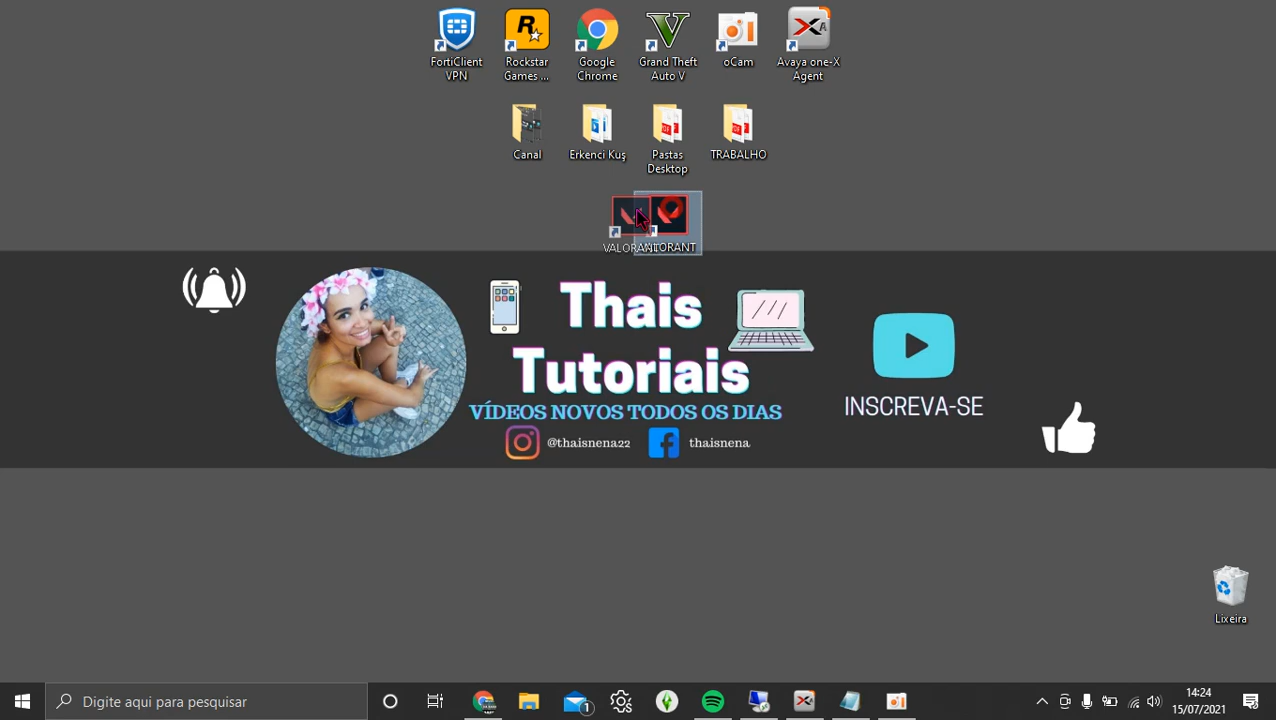 FortiClient VPN
Rockstar Games ...
Google Chrome
Grand Theft Auto V
oCam
Avaya one-X Agent
Canal
Erkenci Kuş
Pastas Desktop
TRABALHO
VALORANT
Thais
Tutoriais
VÍDEOS NOVOS TODOS OS DIAS
@thaisnena22
thaisnena
INSCREVA-SE
Lixeira
Digite aqui para pesquisar
1
14:24
15/07/2021